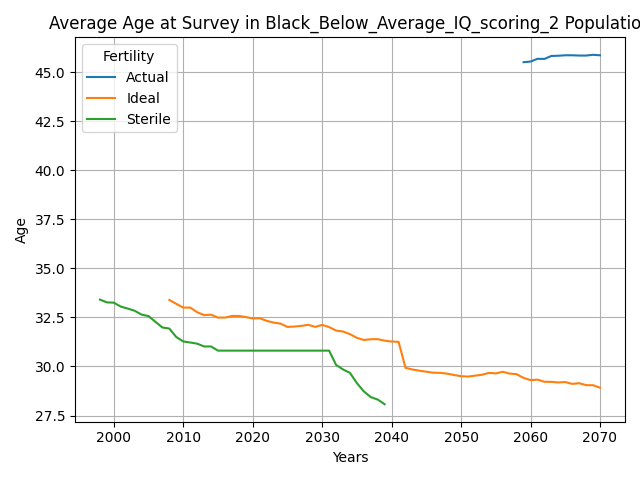 Average Age at Survey in Black_Below_Average_IQ_scoring_2 Populatio
Fertility
Actual
Ideal
Sterile
45.0
42.5
40.0
37.5
35.0
32.5
30.0
27.5
Age
2000 2010 2020 2030 2040 2050 2060 2070
Years